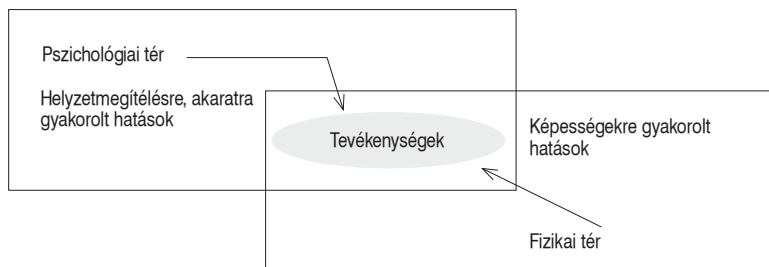 Pszichológiai tér
Helyzetmegítélésre, akaratra
gyakorolt hatások
Tevékenységek
Képességekre gyakorolt
hatások
Fizikai tér